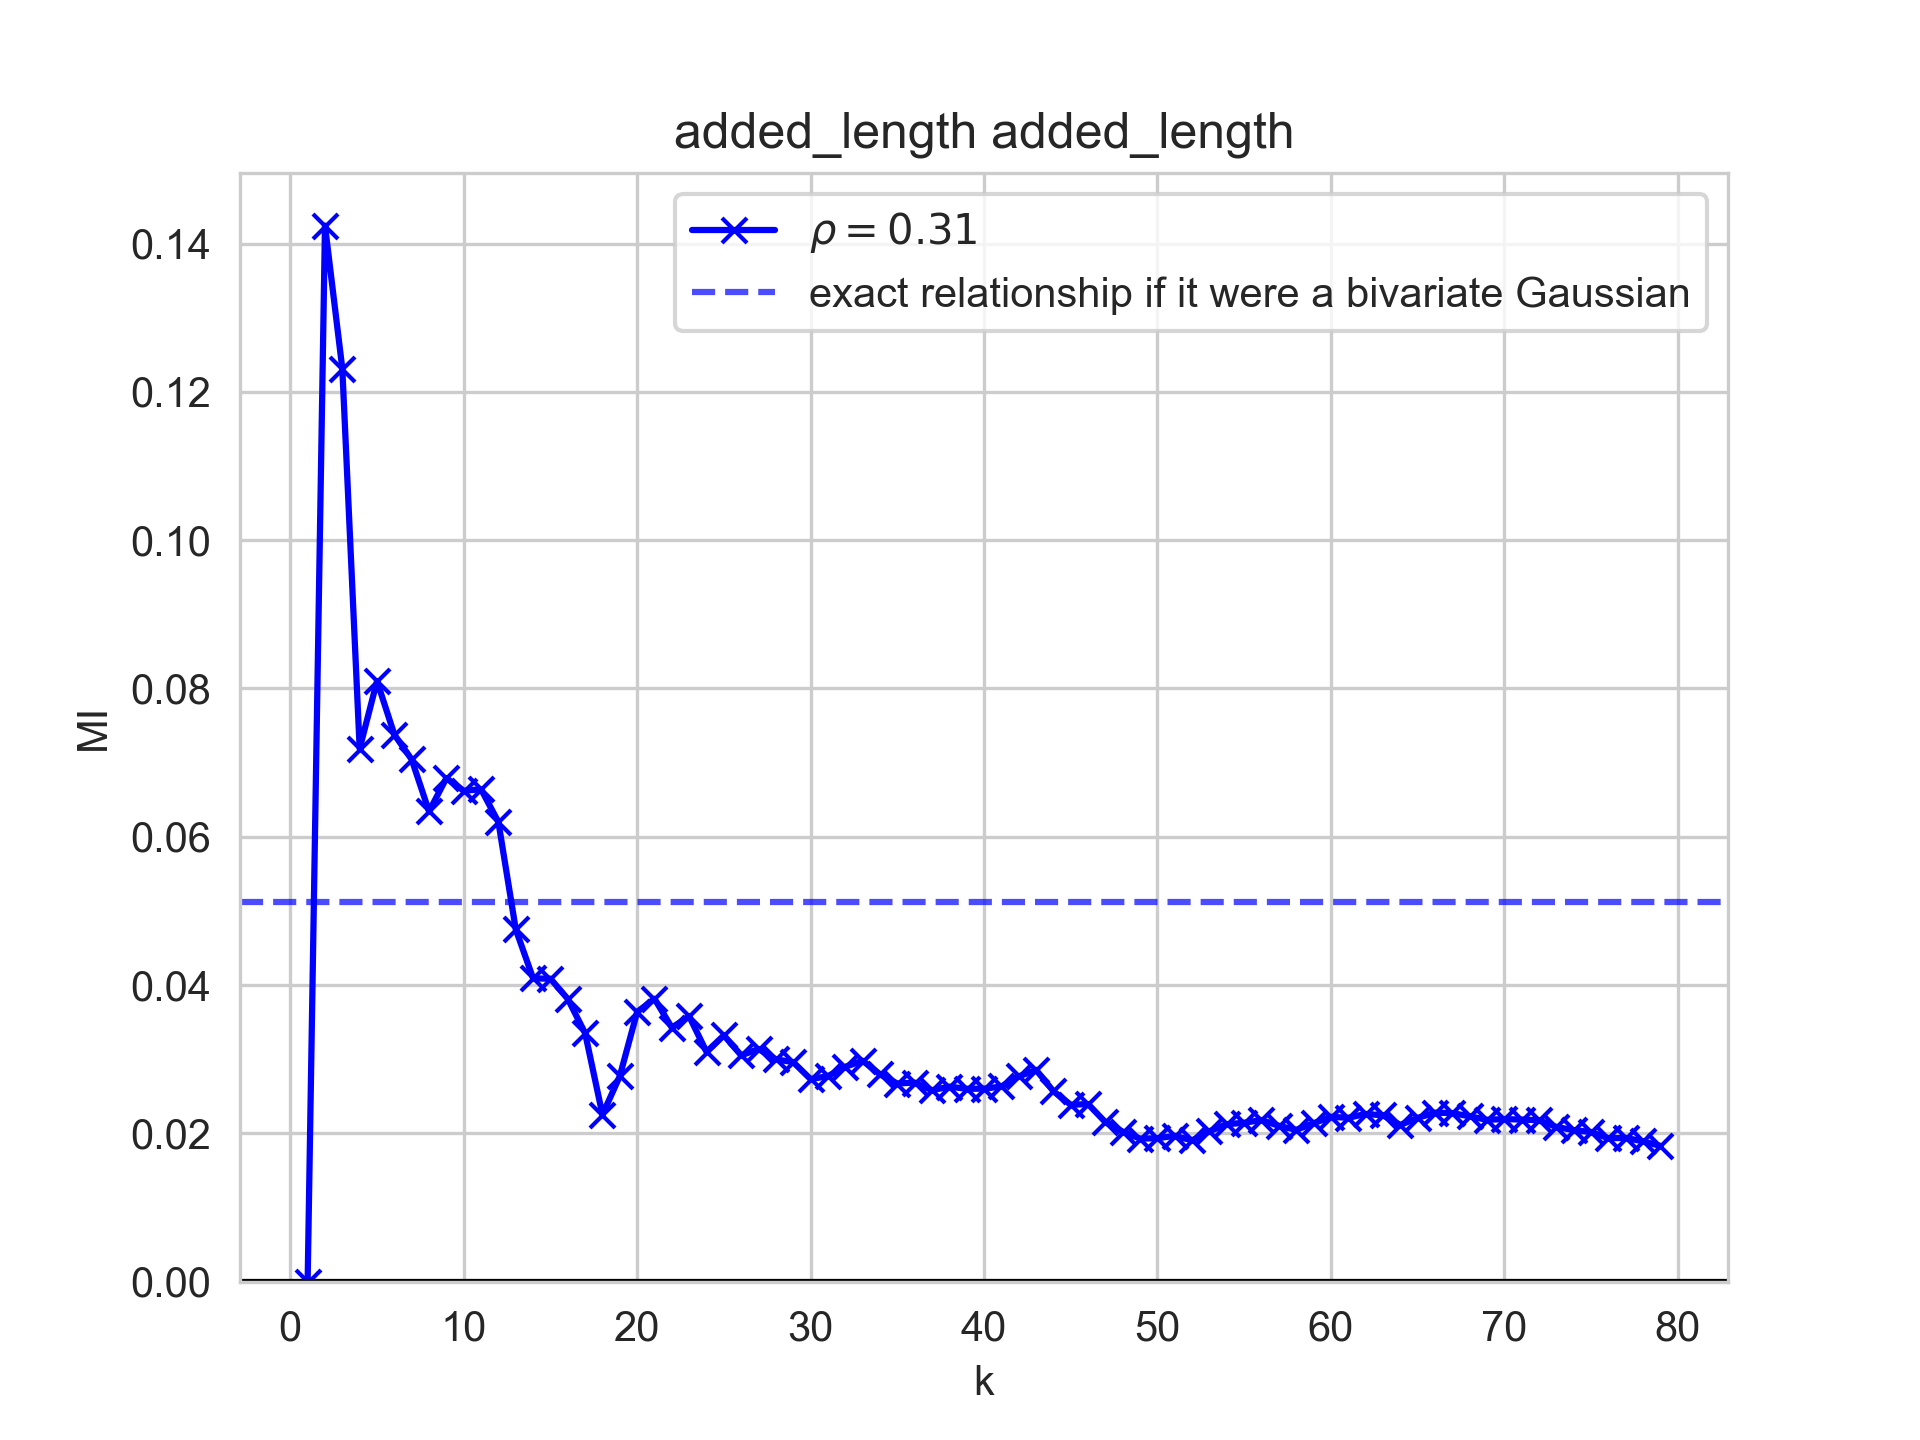 added_length added_length
ρ = 0.31
exact relationship if it were a bivariate Gaussian
MI
0.14
0.12
0.10
0.08
0.06
0.04
0.02
0.00
0 10 20 30 40 50 60 70 80
k